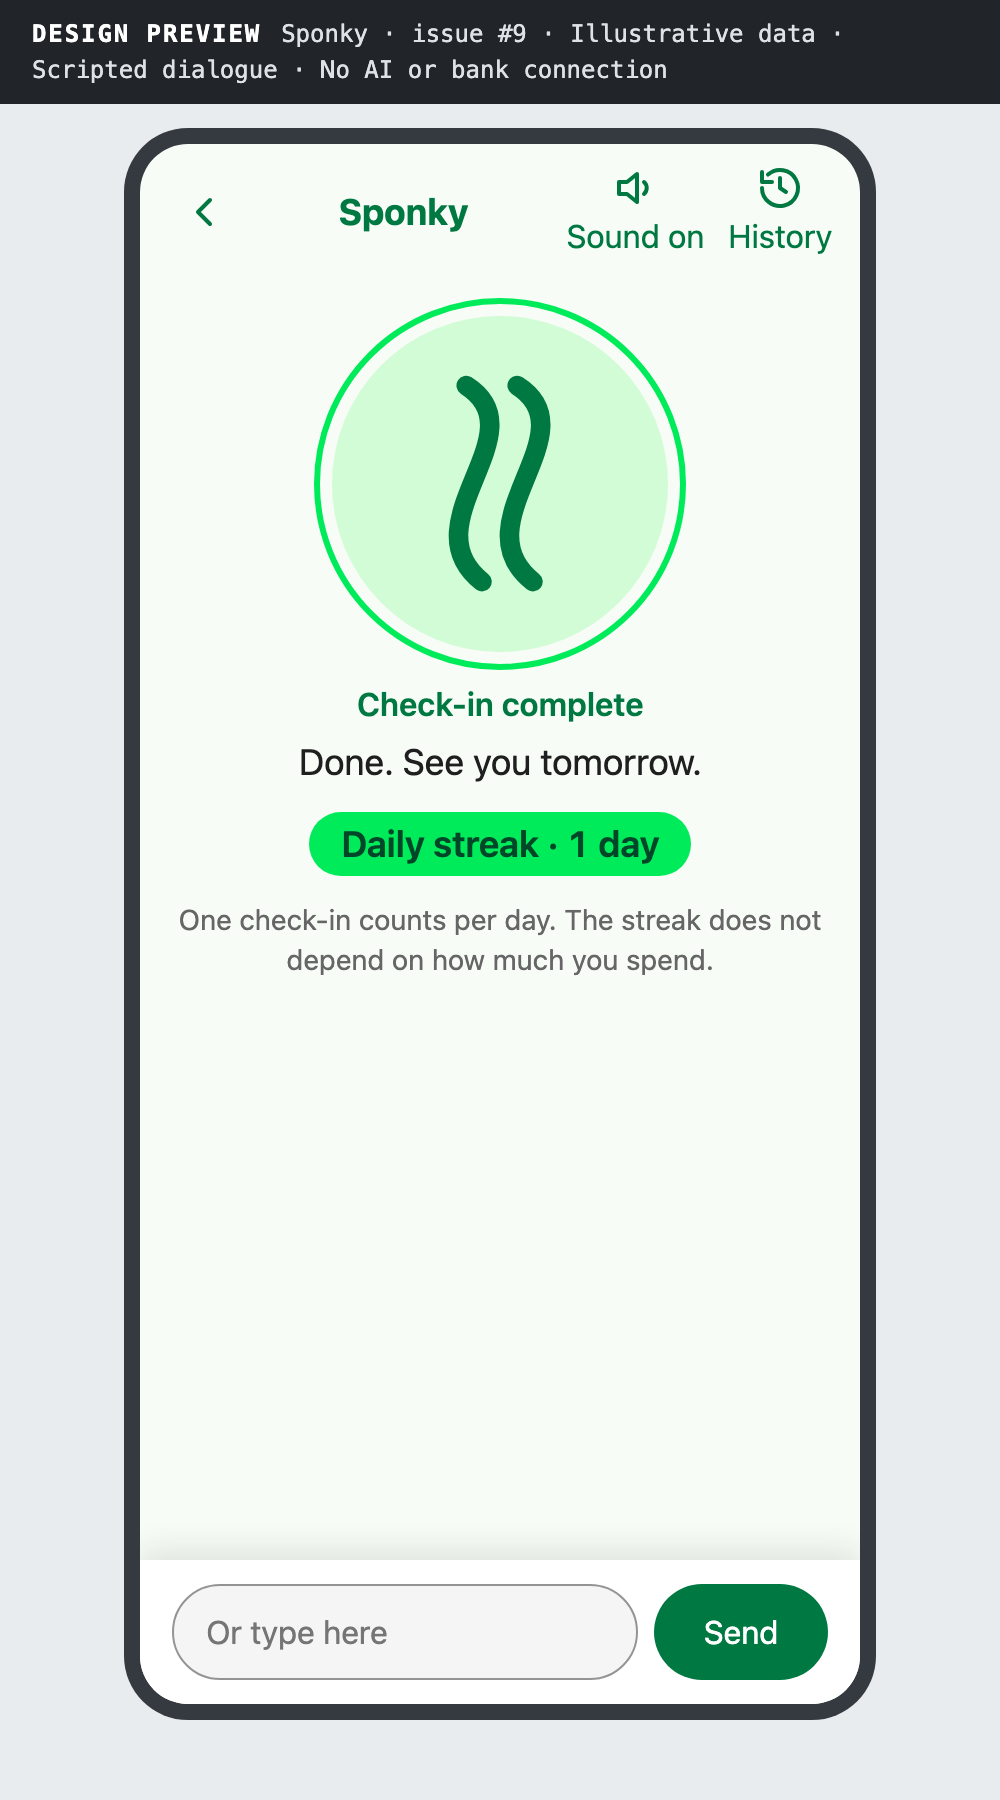 DESIGN PREVIEW Sponky · issue #9 · Illustrative data ·
Scripted dialogue · No AI or bank connection
Sponky
Sound on
History
Check-in complete
Done. See you tomorrow.
Daily streak · 1 day
One check-in counts per day. The streak does not
depend on how much you spend.
Or type here
Send